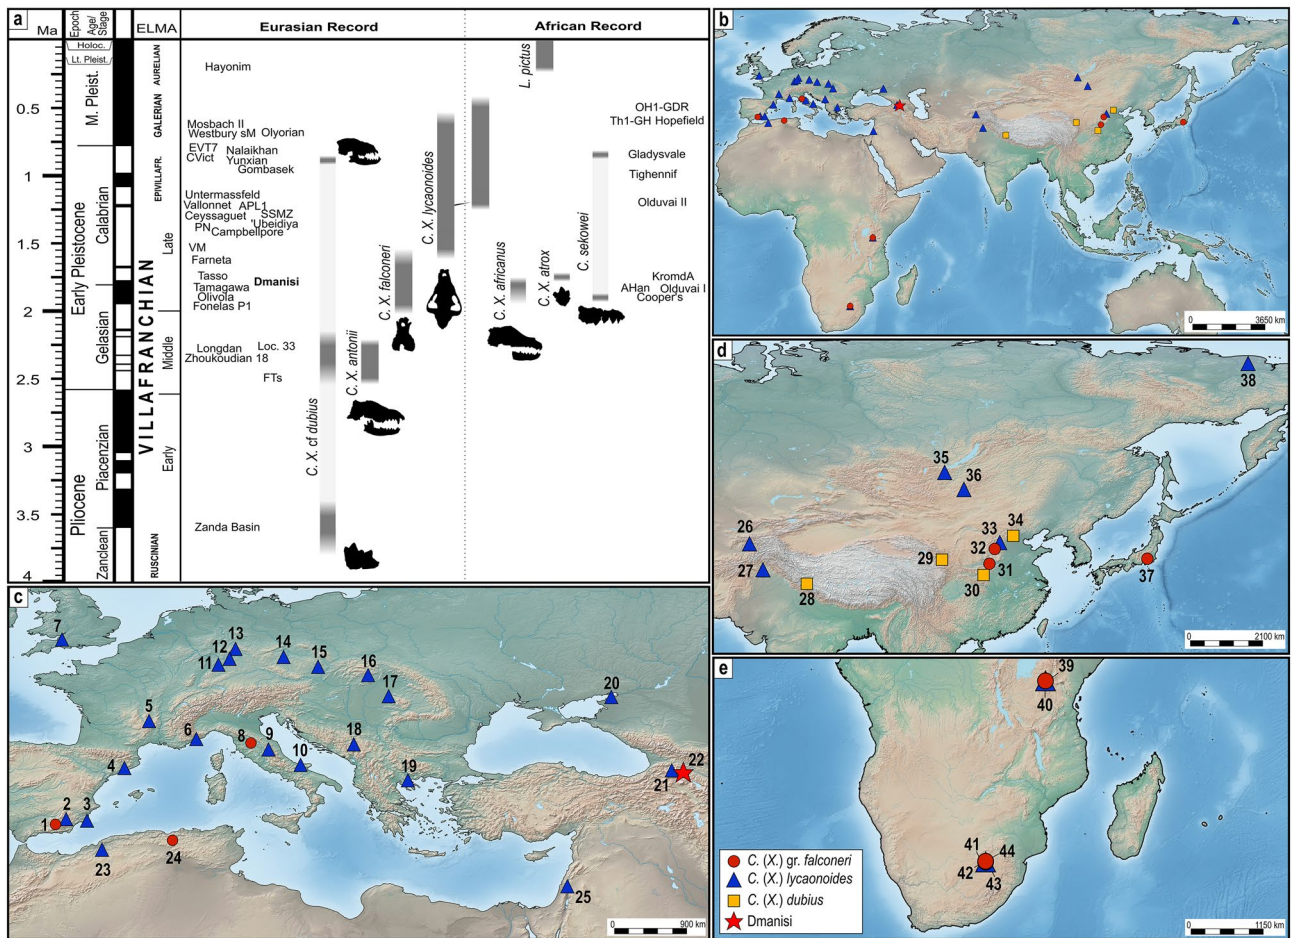 a
Ma
Epoch
Age/
Stage
ELMA
Eurasian Record
African Record
Holoc.
Lt. Pleist.
M. Pleist.
Early Pleistocene
Pliocene
Calabrian
Gelasian
Piacenzian
Zanclean
0.5
1
1.5
2
2.5
3
3.5
4
AURELIAN
GALERIAN
EPIVILLAFR.
VILLAFRANCHIAN
Late
Middle
Early
RUSCINIAN
Hayonim
Mosbach II
Westbury sM Olyorian
EVT7 Nalaikhan
CVict Yunxian
Gombasek
Untermassfeld
Vallonnet APL1
Ceyssaguet SSMZ
PN 'Ubeidiya
Campbellpore
VM
Farneta
Tasso Dmanisi
Tamagawa
Olivola
Fonelas P1
Longdan Loc. 33
Zhoukoudian 18
FTs
Zanda Basin
C. X. cf dubius
C. X. antonii
C. X. falconeri
C. X. lycaonoides
C. X. africanus
C. X. atrox
L. pictus
C. sekowei
OH1-GDR
Th1-GH Hopefield
Gladysvale
Tighennif
Olduvai II
KromdA
AHan Olduvai I
Cooper's
b
0 3650 km
c
1
2
3
4
5
6
7
8
9
10
11
12
13
14
15
16
17
18
19
20
21
22
23
24
25
0 900 km
d
26
27
28
29
30
31
32
33
34
35
36
37
38
0 2100 km
e
39
40
41
44
42
43
C. (X.) gr. falconeri
C. (X.) lycaonoides
C. (X.) dubius
Dmanisi
0 1150 km